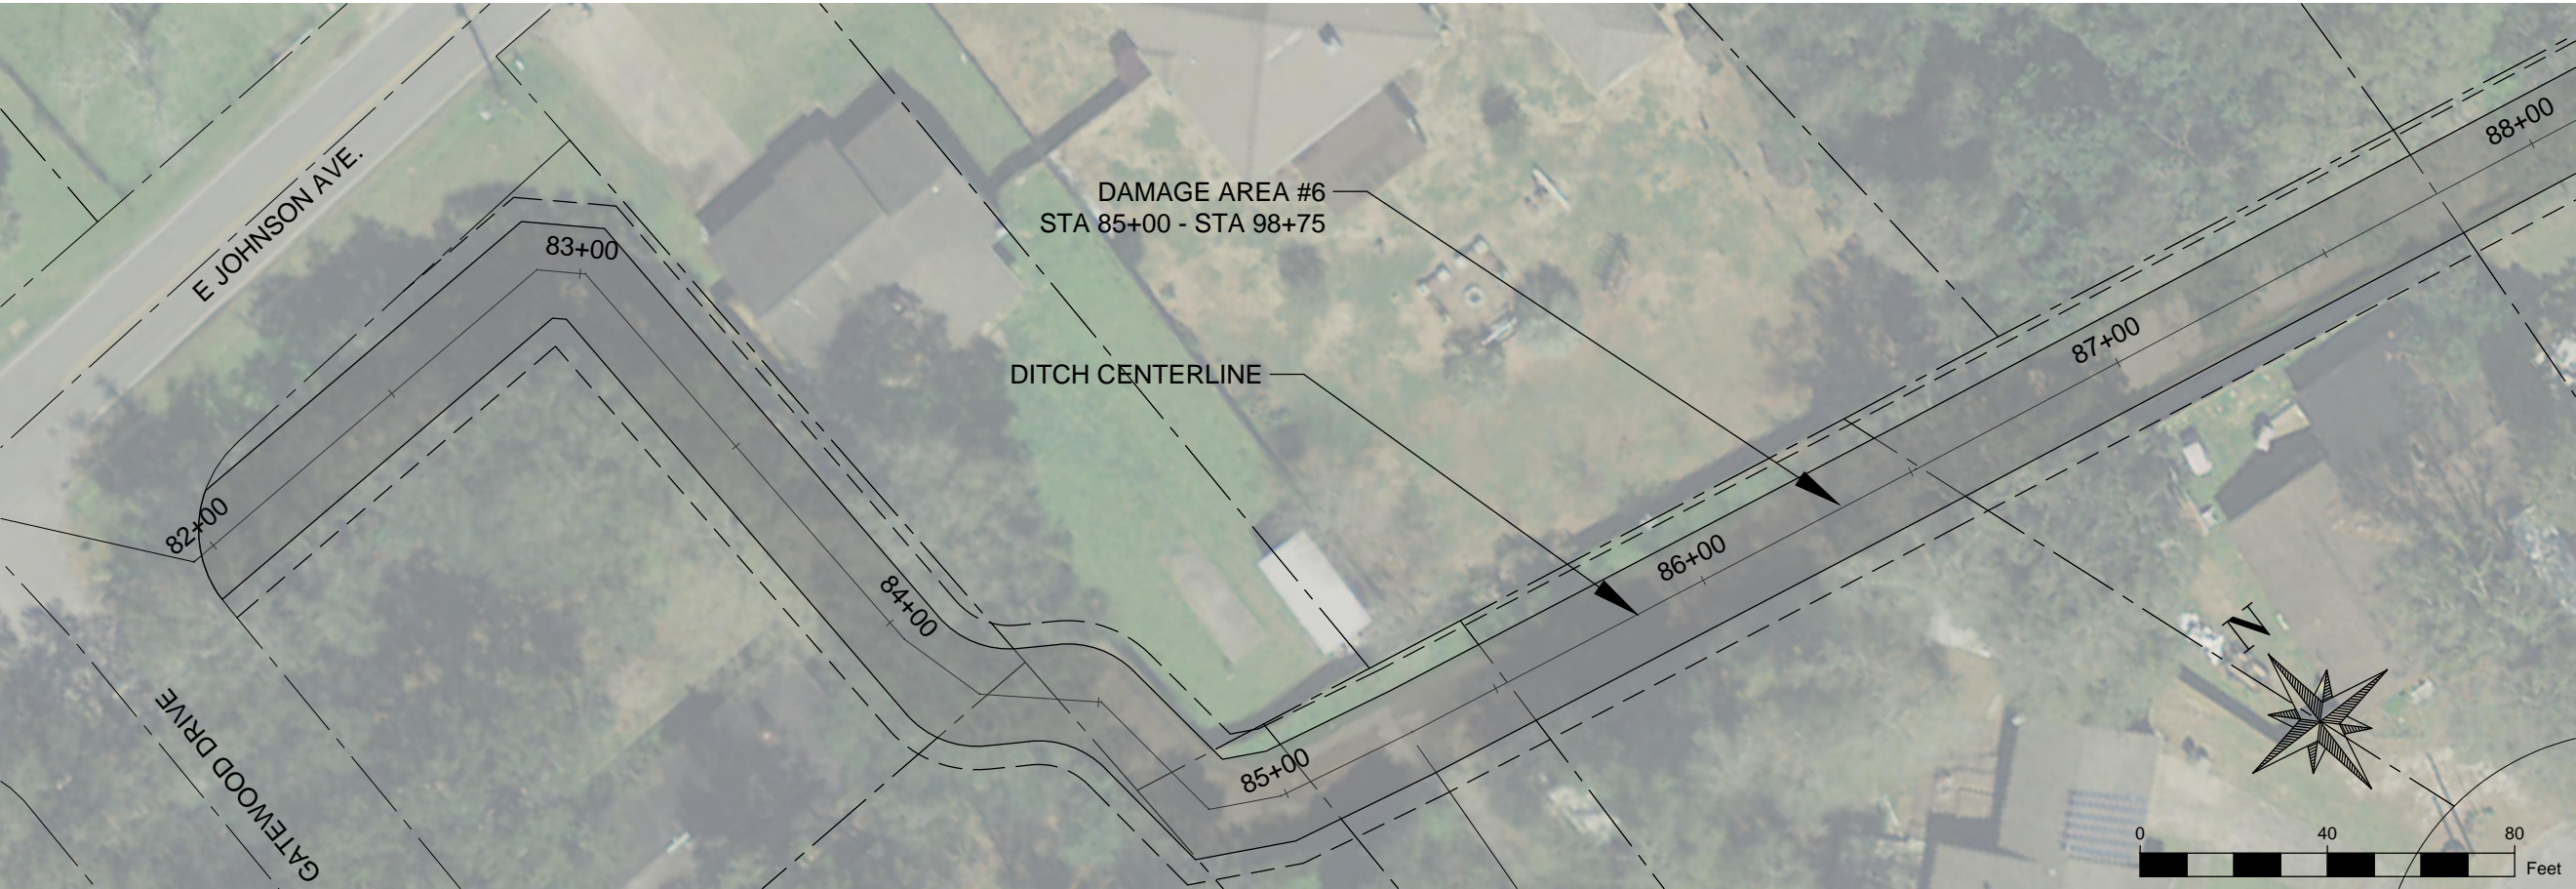 E JOHNSON AVE.
83+00
DAMAGE AREA #6
STA 85+00 - STA 98+75
88+00
DITCH CENTERLINE
87+00
82+00
86+00
84+00
N
GATEWOOD DRIVE
85+00
0 40 80
Feet